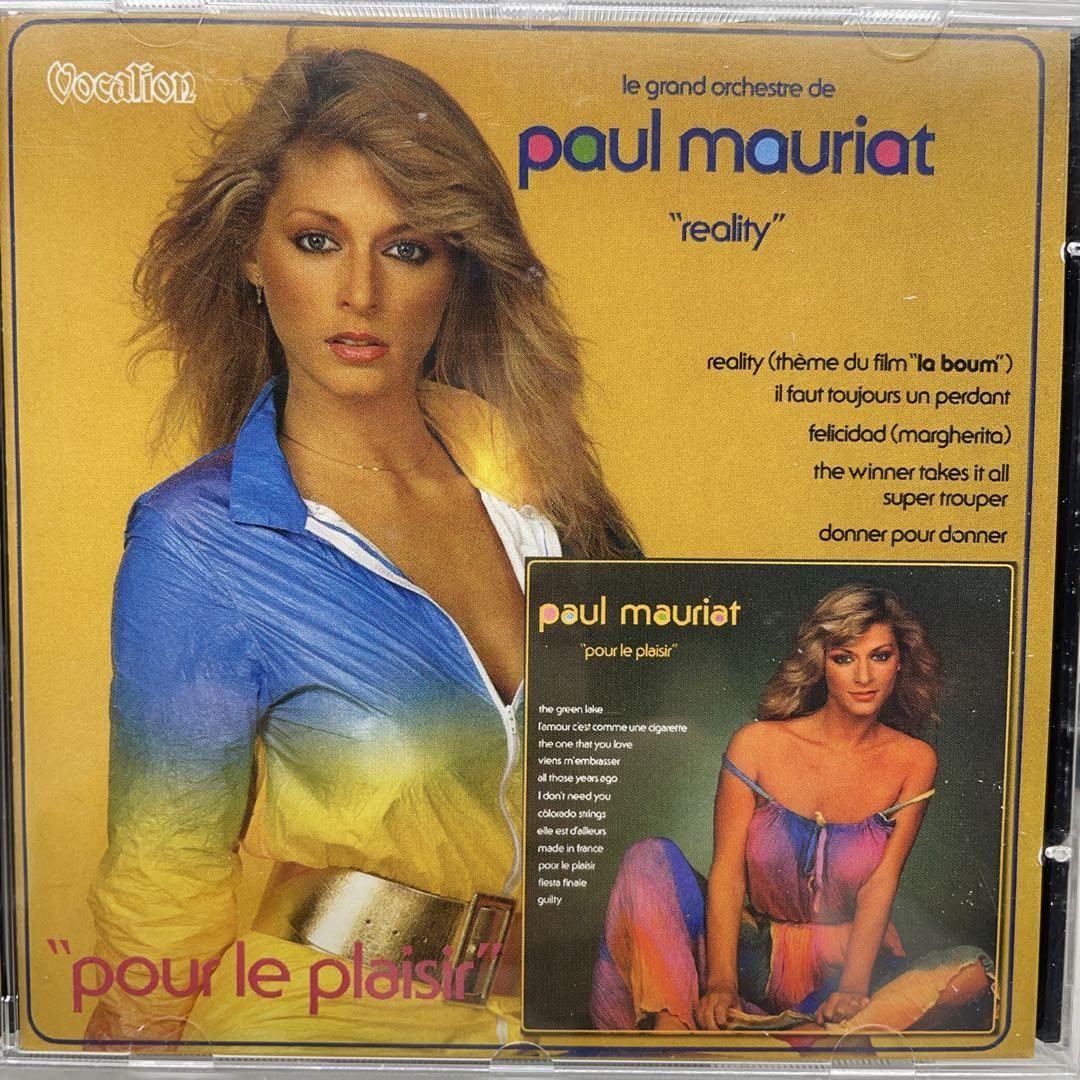 Vocalion
le grand orchestre de
paul mauriat
"reality"
reality (thème du film "la boum")
il faut toujours un perdant
felicidad (margherita)
the winner takes it all
super trouper
donner pour donner
paul mauriat
"pour le plaisir"
the green lake
l'amour c'est comme une cigarette
the one that you love
viens m'embrasser
all those years ago
I don't need you
colorado strings
elle est d'ailleurs
made in france
pour le plaisir
fiesta finale
guilty
"pour le plaisir"